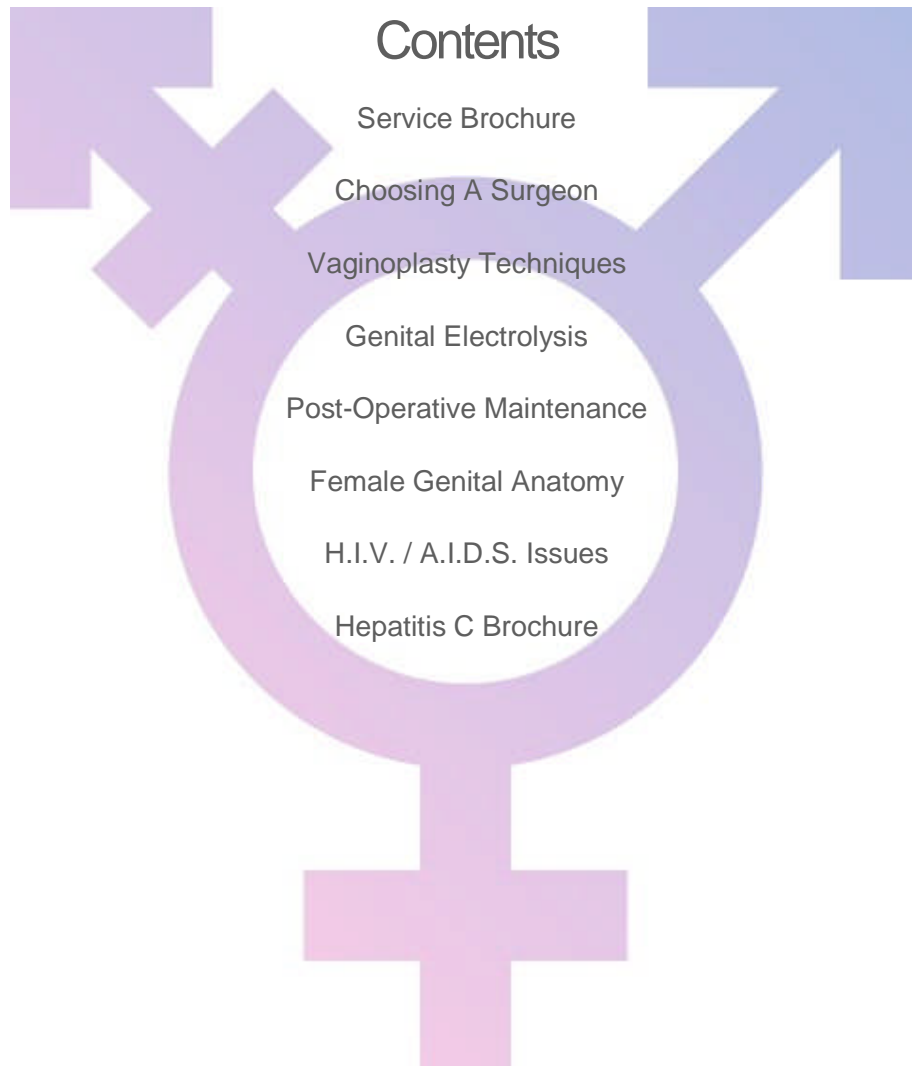 Contents
Service Brochure
Choosing A Surgeon
Vaginoplasty Techniques
Genital Electrolysis
Post-Operative Maintenance
Female Genital Anatomy
H.I.V. / A.I.D.S. Issues
Hepatitis C Brochure